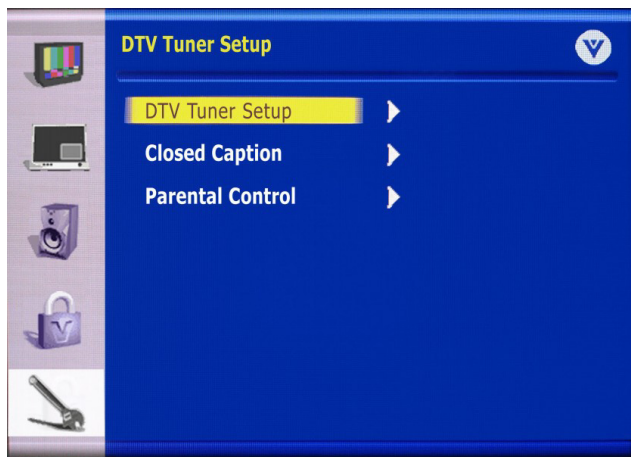 DTV Tuner Setup
DTV Tuner Setup
Closed Caption
Parental Control